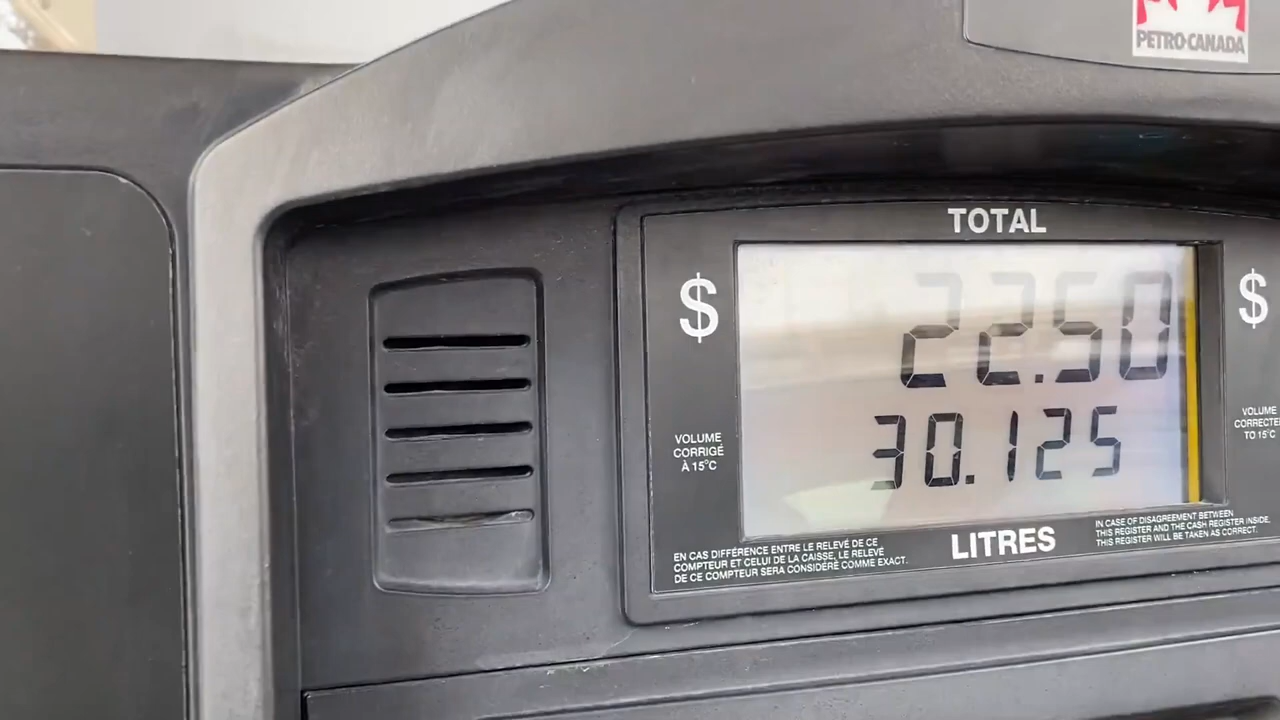 PETRO-CANADA
TOTAL
$ $
22.50
30.125
VOLUME
CORRIGÉ
À 15°C
VOLUME
CORRECTED
TO 15°C
LITRES
EN CAS DIFFÉRENCE ENTRE LE RELEVÉ DE CE
COMPTEUR ET CELUI DE LA CAISSE, LE RELEVÉ
DE CE COMPTEUR SERA CONSIDÉRÉ COMME EXACT.
IN CASE OF DISAGREEMENT BETWEEN
THIS REGISTER AND THE CASH REGISTER INSIDE,
THIS REGISTER WILL BE TAKEN AS CORRECT.